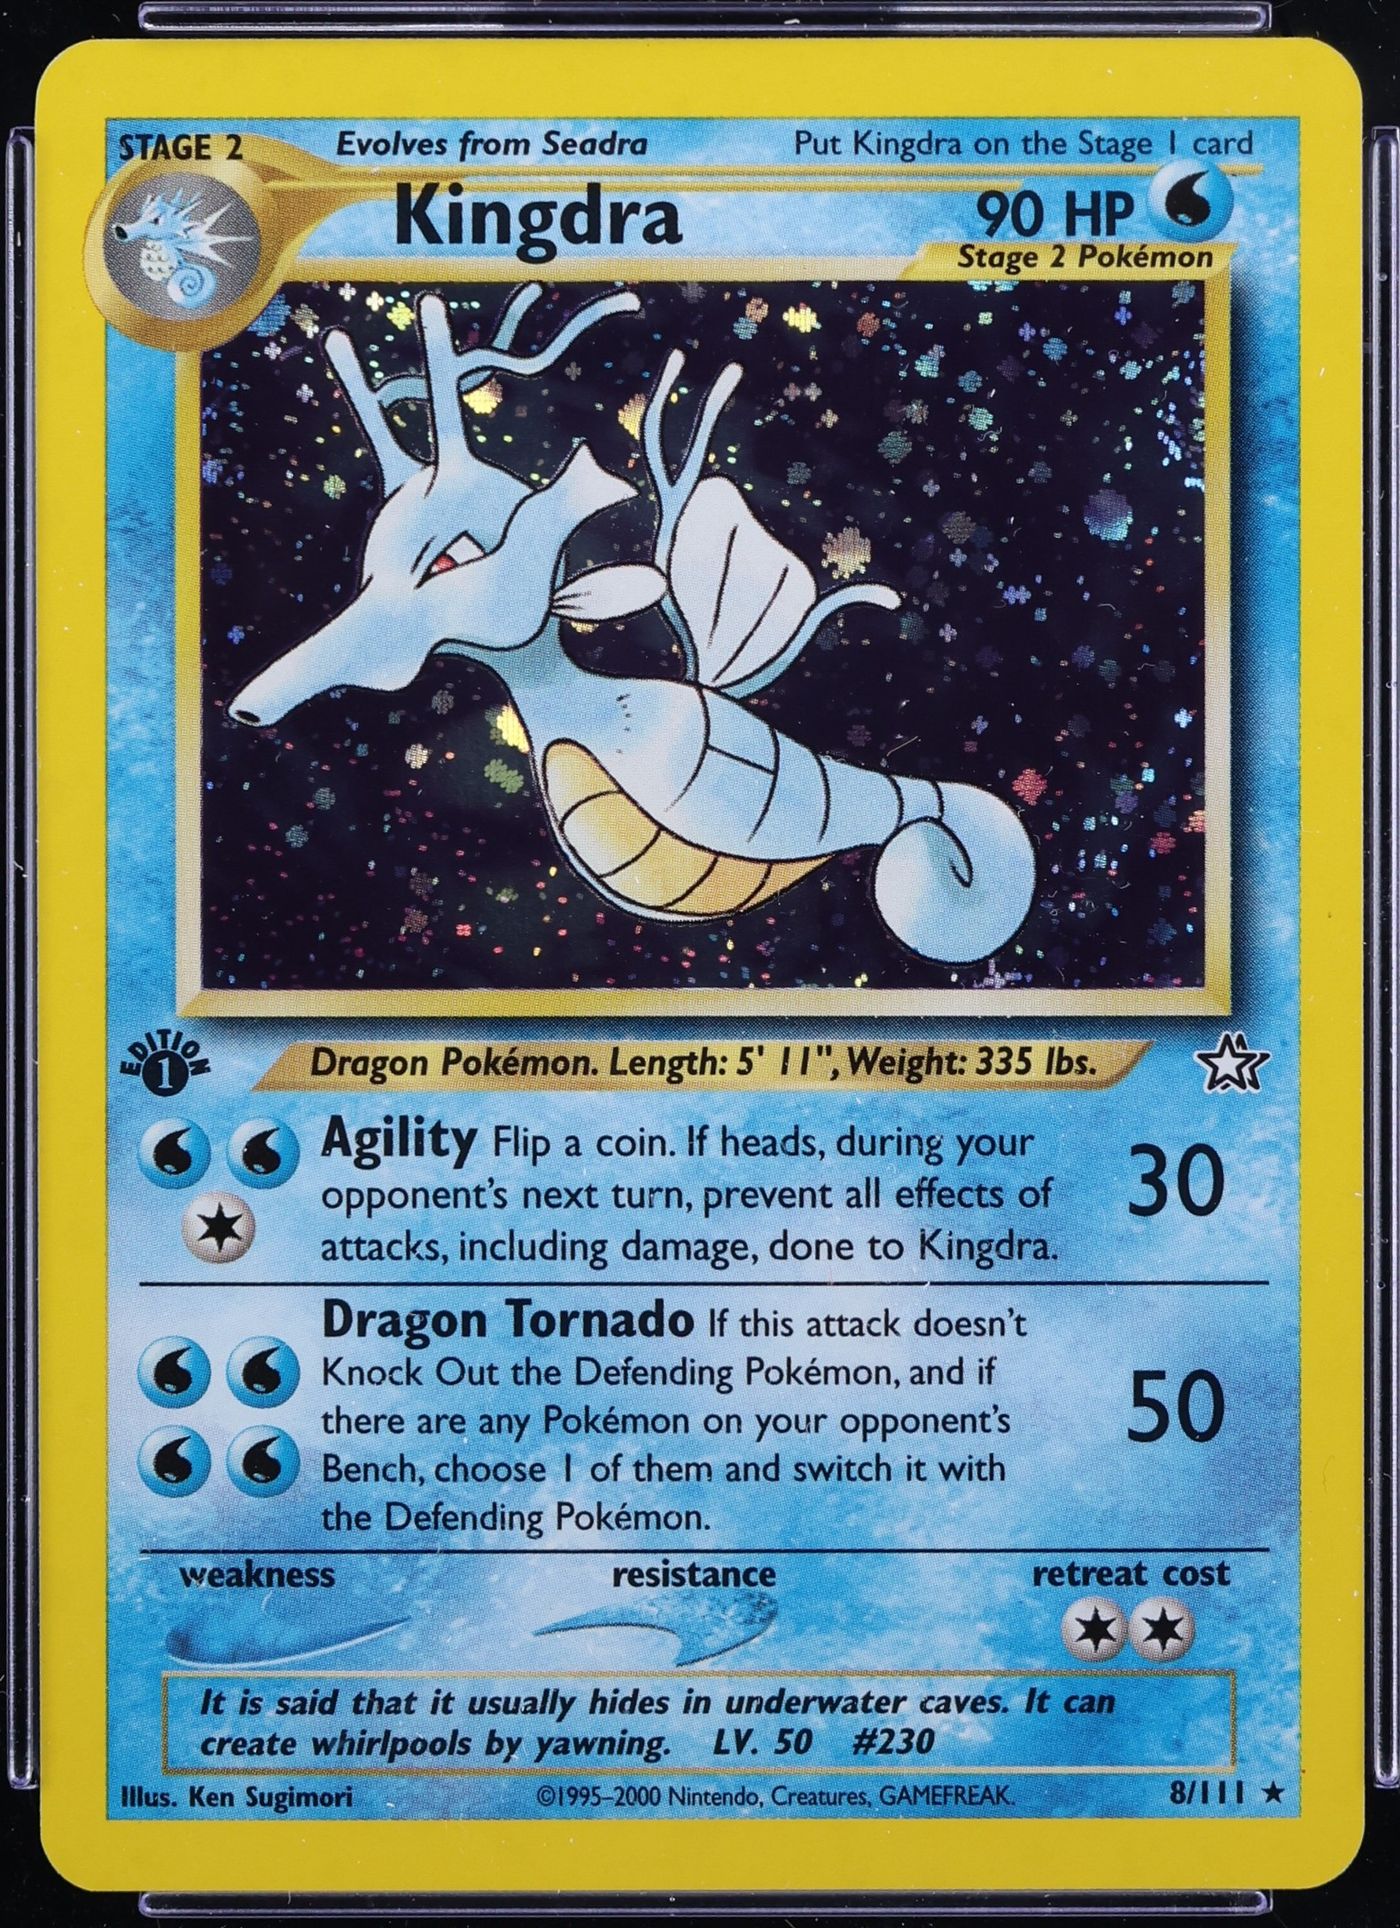 STAGE 2 Evolves from Seadra Put Kingdra on the Stage 1 card
Kingdra 90 HP
Stage 2 Pokémon
EDITION
1
Dragon Pokémon. Length: 5' 11", Weight: 335 lbs.
Agility Flip a coin. If heads, during your
opponent's next turn, prevent all effects of
attacks, including damage, done to Kingdra.
30
Dragon Tornado If this attack doesn't
Knock Out the Defending Pokémon, and if
there are any Pokémon on your opponent's
Bench, choose 1 of them and switch it with
the Defending Pokémon.
50
weakness resistance retreat cost
It is said that it usually hides in underwater caves. It can
create whirlpools by yawning. LV. 50 #230
Illus. Ken Sugimori ©1995–2000 Nintendo, Creatures, GAMEFREAK. 8/111 ★